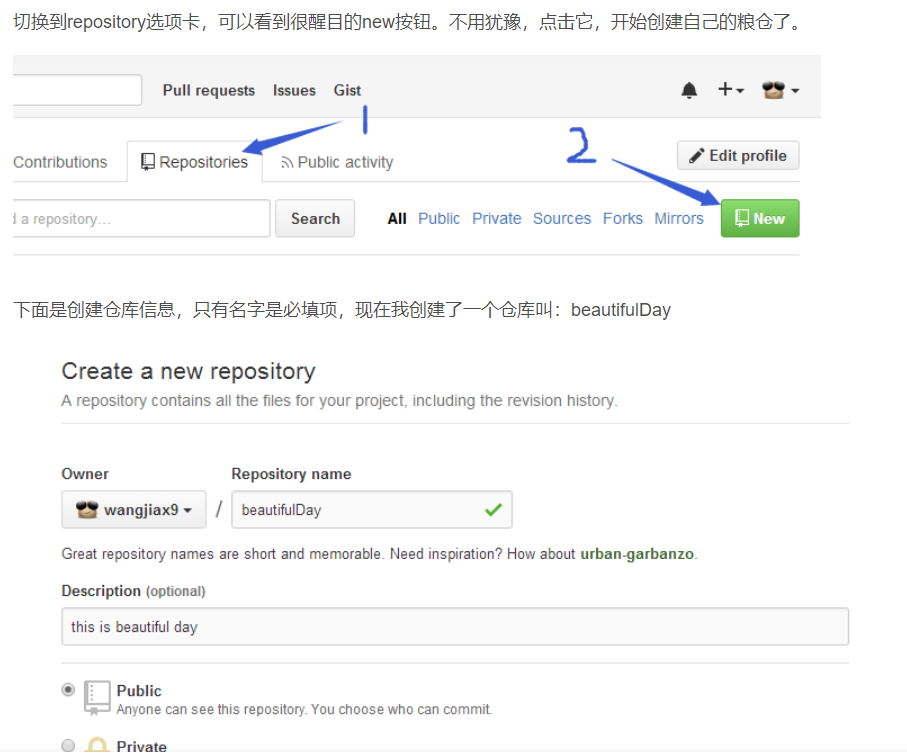 切换到repository选项卡，可以看到很醒目的new按钮。不用犹豫，点击它，开始创建自己的粮仓了。
Pull requests Issues Gist
1
2
Edit profile
Contributions Repositories Public activity
a repository... Search All Public Private Sources Forks Mirrors New
下面是创建仓库信息，只有名字是必填项，现在我创建了一个仓库叫：beautifulDay
Create a new repository
A repository contains all the files for your project, including the revision history.
Owner Repository name
wangjiax9 / beautifulDay
Great repository names are short and memorable. Need inspiration? How about urban-garbanzo.
Description (optional)
this is beautiful day
Public
Anyone can see this repository. You choose who can commit.
Private